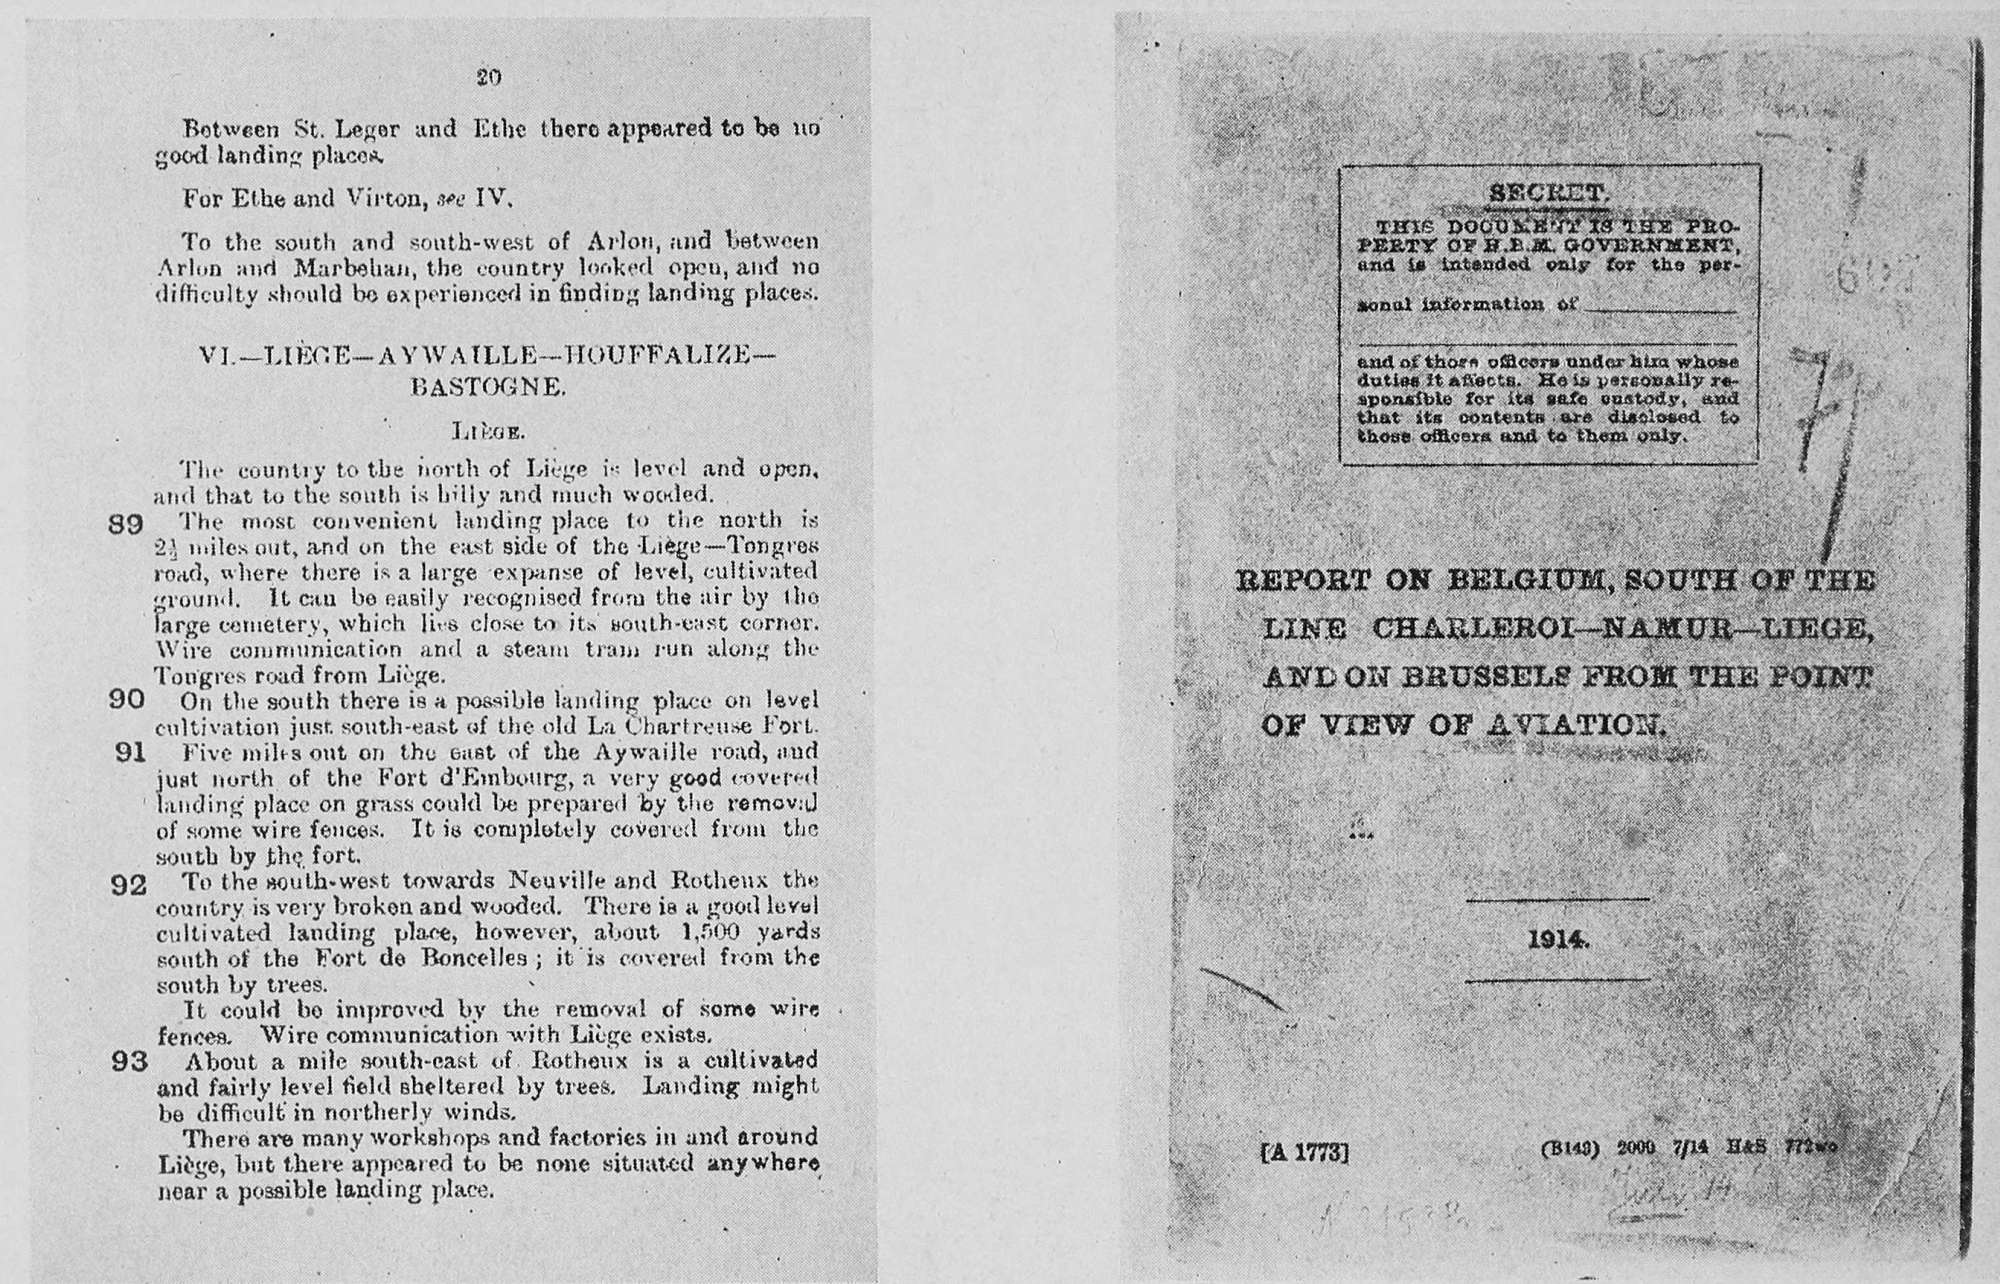 20
Between St. Leger and Ethe there appeared to be no
good landing places.
For Ethe and Virton, see IV.
To the south and south-west of Arlon, and between
Arlon and Marbehan, the country looked open, and no
difficulty should be experienced in finding landing places.
VI.—LIÈGE—AYWAILLE—HOUFFALIZE—
BASTOGNE.
LIÈGE.
The country to the north of Liège is level and open,
and that to the south is hilly and much wooded.
89 The most convenient landing place to the north is
2½ miles out, and on the east side of the Liège—Tongres
road, where there is a large expanse of level, cultivated
ground. It can be easily recognised from the air by the
large cemetery, which lies close to its south-east corner.
Wire communication and a steam tram run along the
Tongres road from Liège.
90 On the south there is a possible landing place on level
cultivation just south-east of the old La Chartreuse Fort.
91 Five miles out on the east of the Aywaille road, and
just north of the Fort d'Embourg, a very good covered
landing place on grass could be prepared by the removal
of some wire fences. It is completely covered from the
south by the fort.
92 To the south-west towards Neuville and Rotheux the
country is very broken and wooded. There is a good level
cultivated landing place, however, about 1,500 yards
south of the Fort de Boncelles; it is covered from the
south by trees.
It could be improved by the removal of some wire
fences. Wire communication with Liège exists.
93 About a mile south-east of Rotheux is a cultivated
and fairly level field sheltered by trees. Landing might
be difficult in northerly winds.
There are many workshops and factories in and around
Liège, but there appeared to be none situated anywhere
near a possible landing place.
SECRET.
THIS DOCUMENT IS THE PRO-
PERTY OF H.B.M. GOVERNMENT,
and is intended only for the per-
sonal information of
and of those officers under him whose
duties it affects. He is personally re-
sponsible for its safe custody, and
that its contents are disclosed to
those officers and to them only.
REPORT ON BELGIUM, SOUTH OF THE
LINE CHARLEROI—NAMUR—LIEGE,
AND ON BRUSSELS FROM THE POINT
OF VIEW OF AVIATION.
1914.
[A 1773]
(B149) 2000 7/14 H&S 772wo
July 14